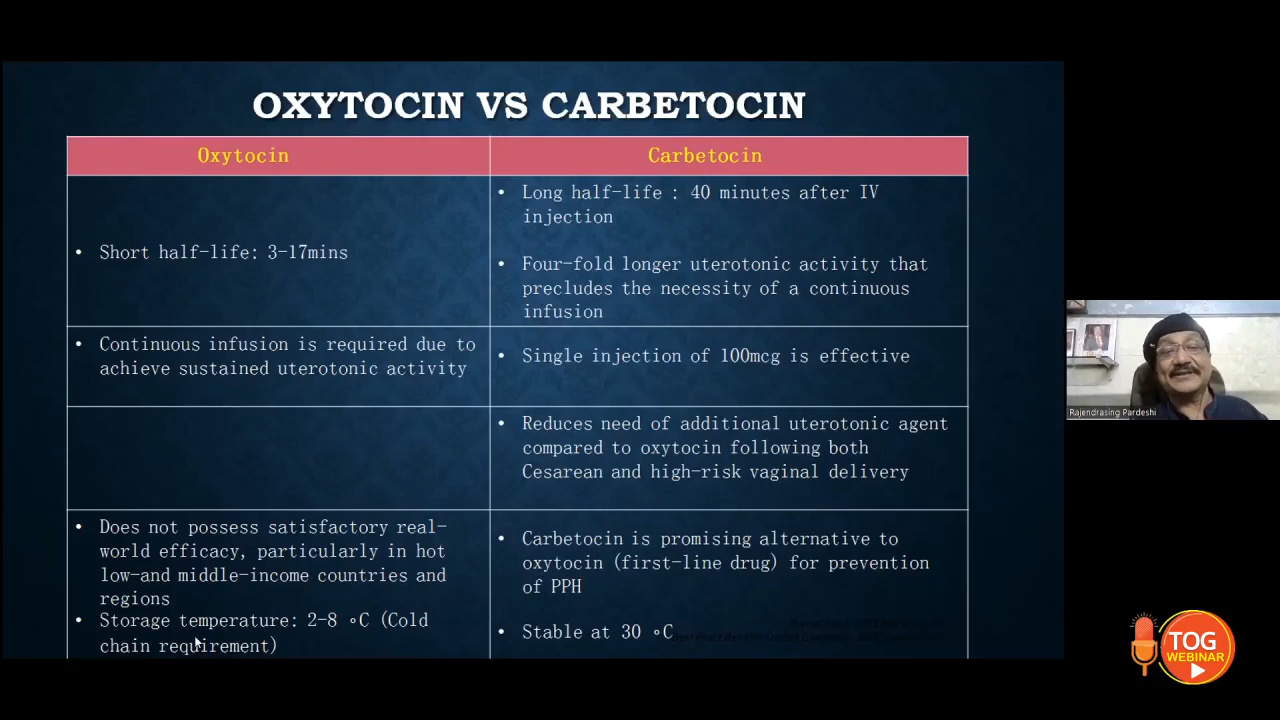 OXYTOCIN VS CARBETOCIN
Oxytocin
Carbetocin
• Short half-life: 3-17mins
• Long half-life : 40 minutes after IV
injection
• Four-fold longer uterotonic activity that
precludes the necessity of a continuous
infusion
• Continuous infusion is required due to
achieve sustained uterotonic activity
• Single injection of 100mcg is effective
• Reduces need of additional uterotonic agent
compared to oxytocin following both
Cesarean and high-risk vaginal delivery
• Does not possess satisfactory real-
world efficacy, particularly in hot
low-and middle-income countries and
regions
• Storage temperature: 2-8 ∘C (Cold
chain requirement)
• Carbetocin is promising alternative to
oxytocin (first-line drug) for prevention
of PPH
• Stable at 30 ∘C
Rajendrasing Pardeshi
TOG
WEBINAR